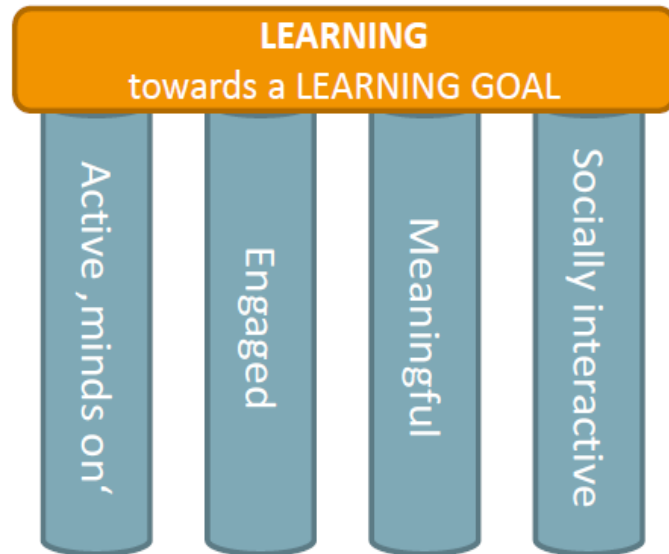 LEARNING
towards a LEARNING GOAL
Active ‚minds on‘
Engaged
Meaningful
Socially interactive